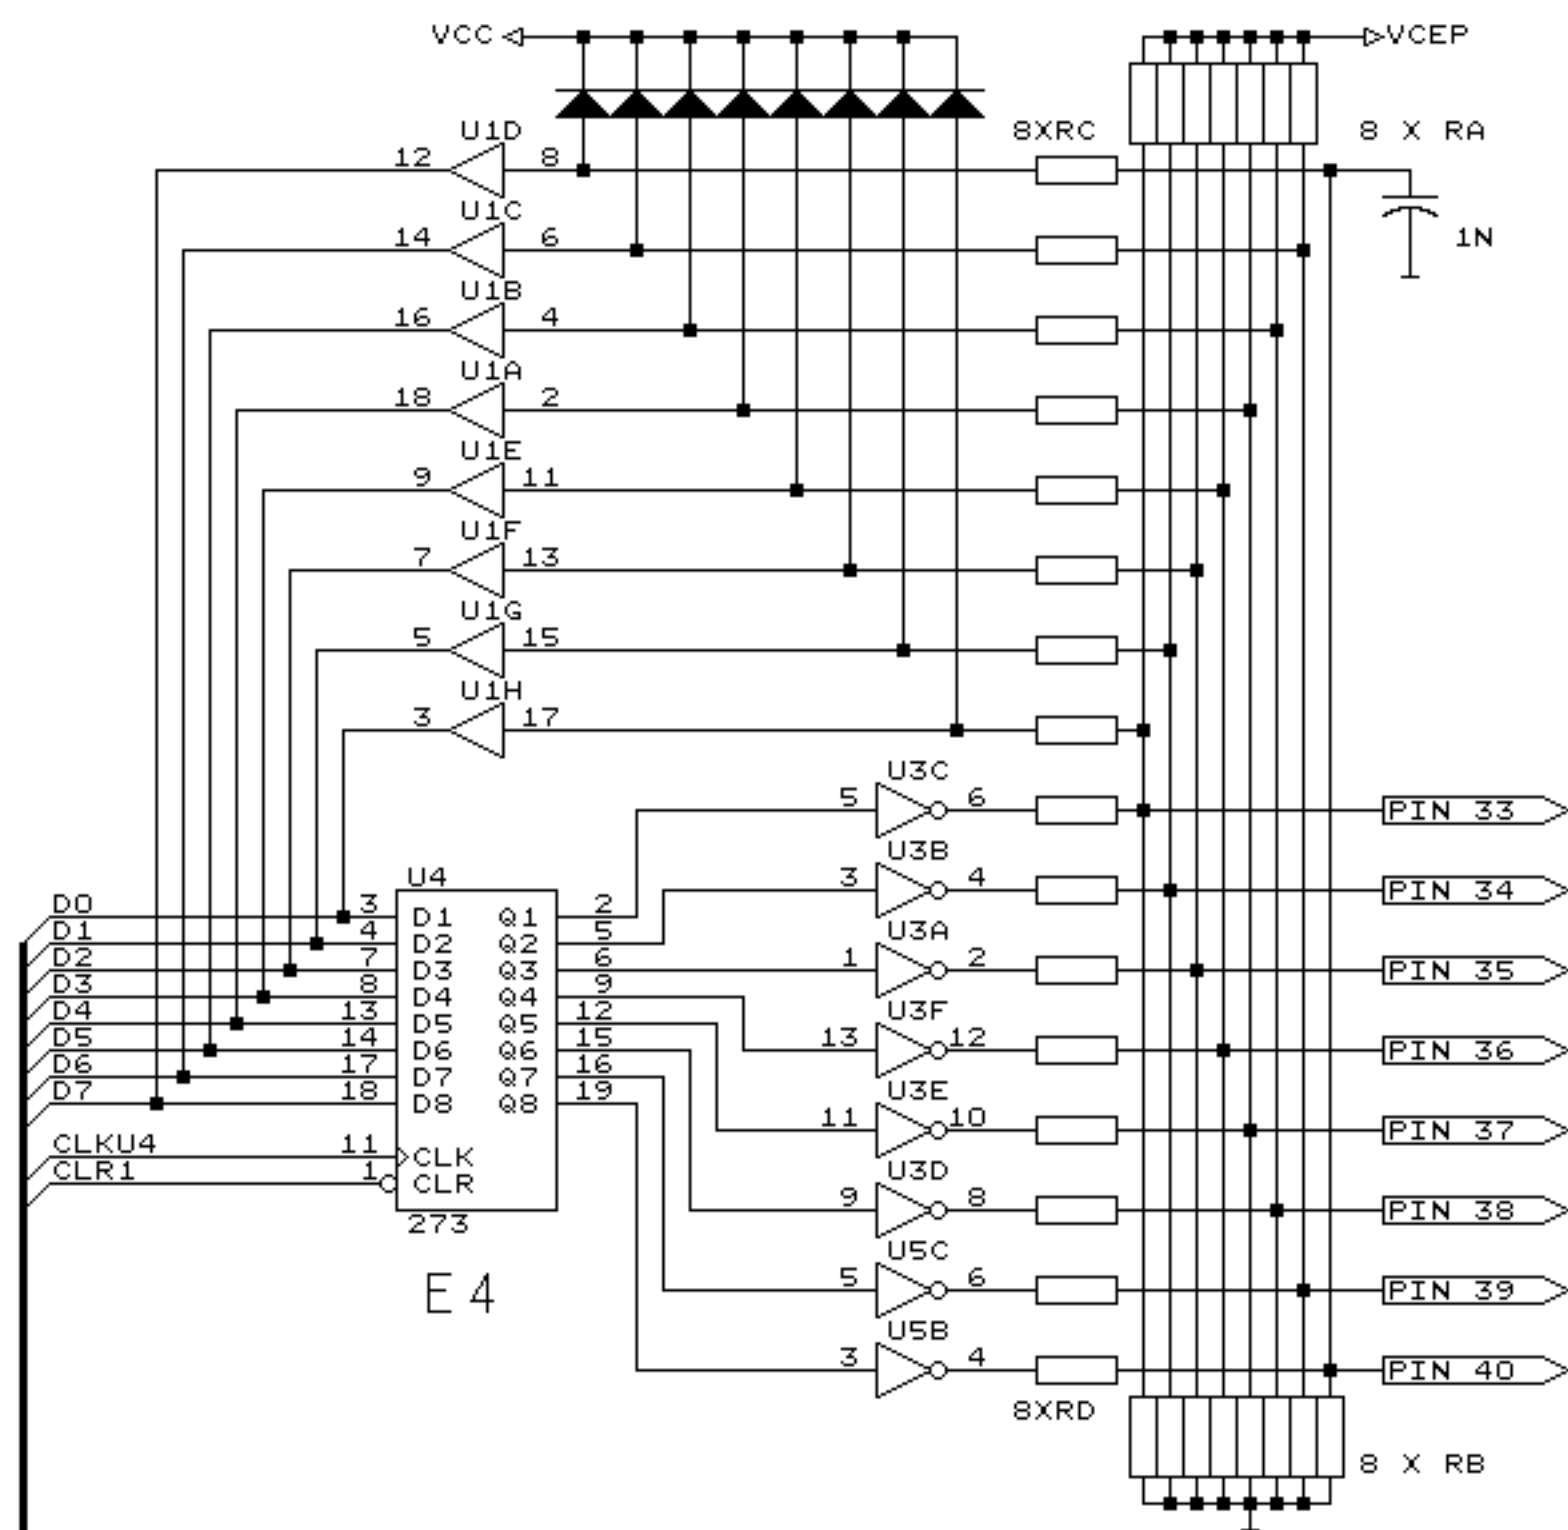 VCC VCEP
U1D 8XRC 8 X RA
12 8
U1C
14 6 1N
U1B
16 4
U1A
18 2
U1E
9 11
U1F
7 13
U1G
5 15
U1H
3 17
U3C
5 6 PIN 33
U3B
U4 3 4 PIN 34
D0 3 D1 Q1 2
D1 4 D2 Q2 5 U3A
D2 7 D3 Q3 6 1 2 PIN 35
D3 8 D4 Q4 9
D4 13 D5 Q5 12 U3F
D5 14 D6 Q6 15 13 12 PIN 36
D6 17 D7 Q7 16
D7 18 D8 Q8 19 U3E
11 10 PIN 37
CLKU4 11 CLK
CLR1 1 CLR U3D
273 9 8 PIN 38
U5C
E4 5 6 PIN 39
U5B
3 4 PIN 40
8XRD
8 X RB